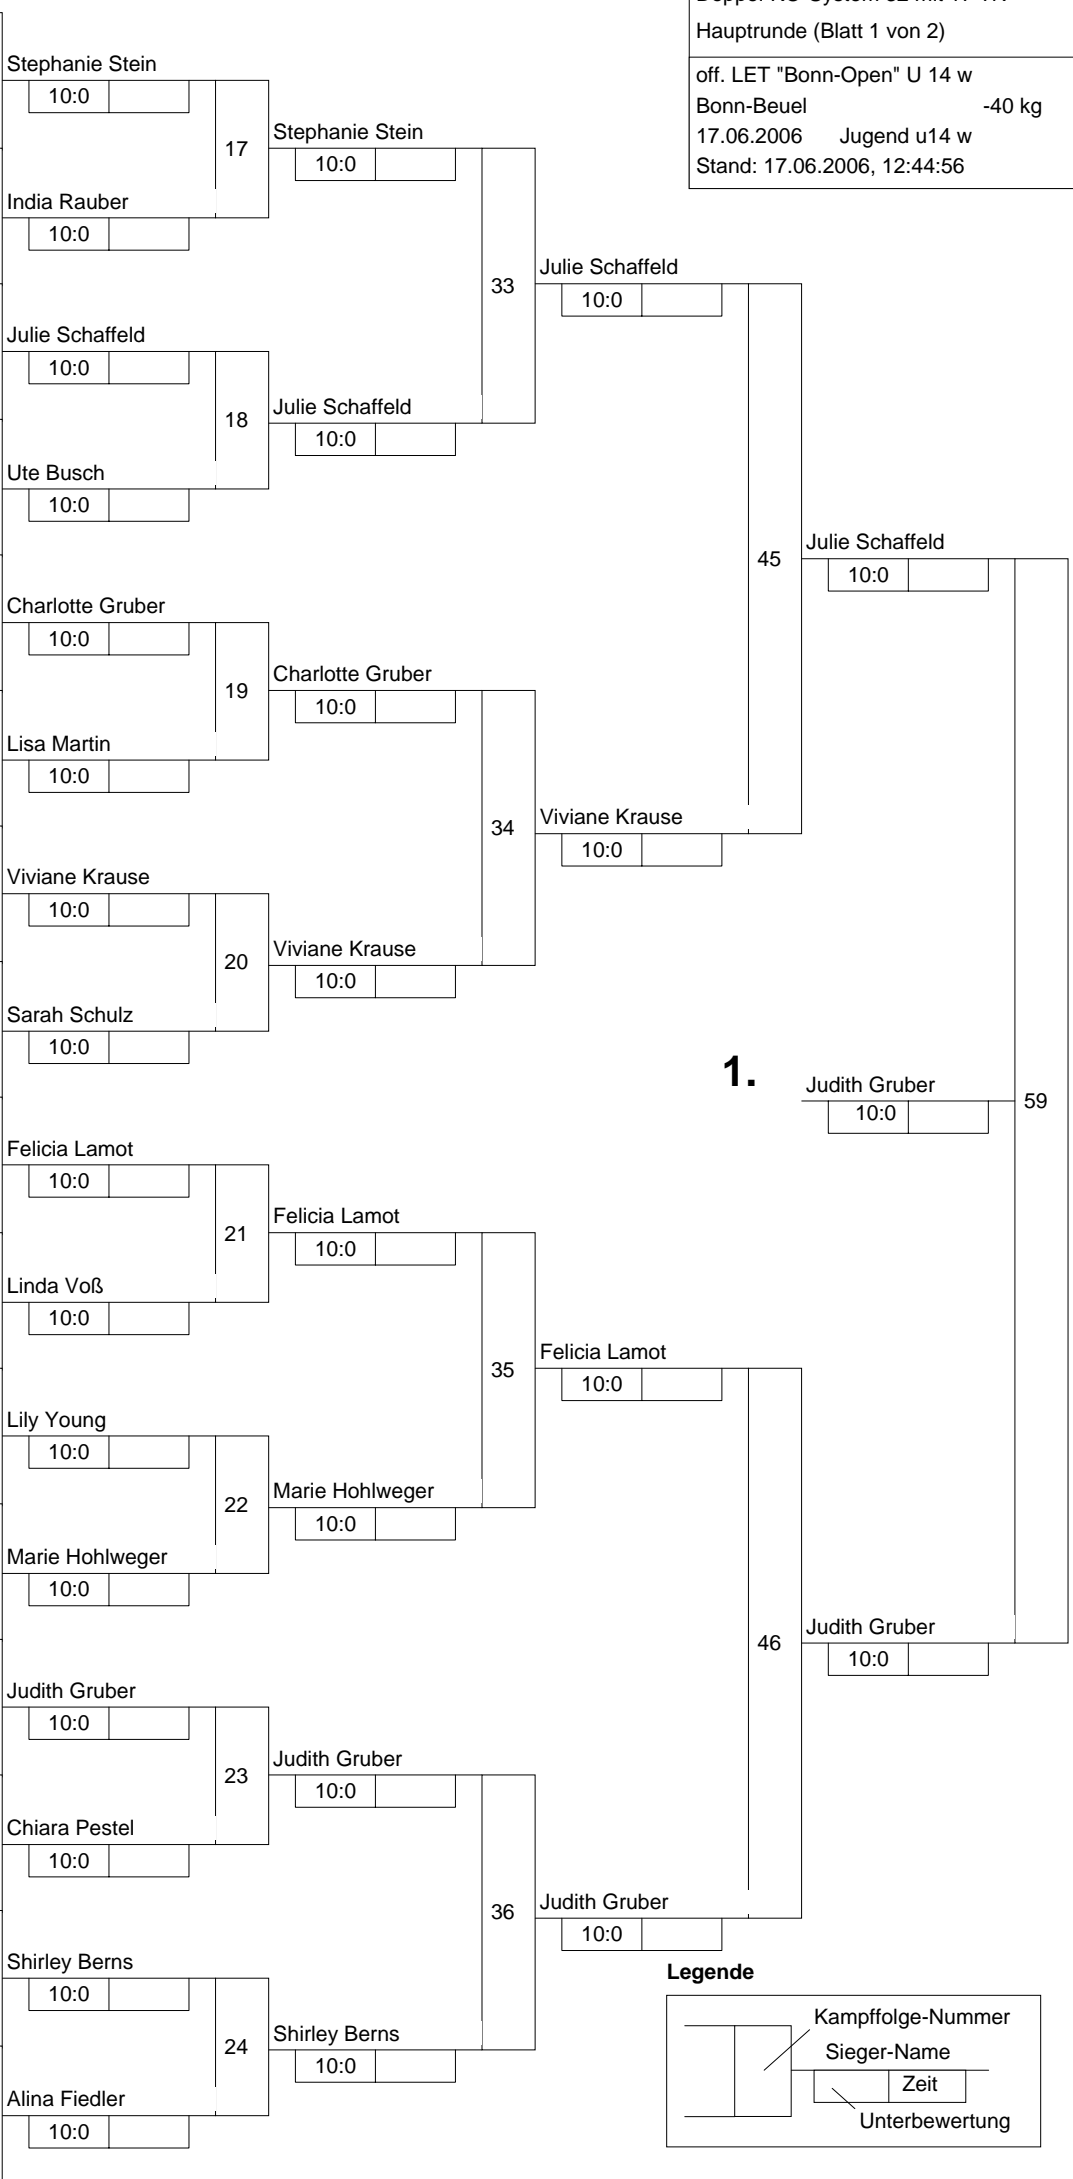 Hauptrunde (Blatt 1 von 2)
off. LET "Bonn-Open" U 14 w
Bonn-Beuel -40 kg
17.06.2006 Jugend u14 w
Stand: 17.06.2006, 12:44:56
Stephanie Stein
10:0
17
Stephanie Stein
10:0
India Rauber
10:0
33
Julie Schaffeld
10:0
Julie Schaffeld
10:0
18
Julie Schaffeld
10:0
Ute Busch
10:0
45
Julie Schaffeld
10:0
Charlotte Gruber
10:0
19
Charlotte Gruber
10:0
Lisa Martin
10:0
34
Viviane Krause
10:0
Viviane Krause
10:0
20
Viviane Krause
10:0
Sarah Schulz
10:0
1.
Judith Gruber
10:0
59
Felicia Lamot
10:0
21
Felicia Lamot
10:0
Linda Voß
10:0
35
Felicia Lamot
10:0
Lily Young
10:0
22
Marie Hohlweger
10:0
Marie Hohlweger
10:0
46
Judith Gruber
10:0
Judith Gruber
10:0
23
Judith Gruber
10:0
Chiara Pestel
10:0
36
Judith Gruber
10:0
Shirley Berns
10:0
24
Shirley Berns
10:0
Alina Fiedler
10:0
Legende
Kampffolge-Nummer
Sieger-Name
Zeit
Unterbewertung